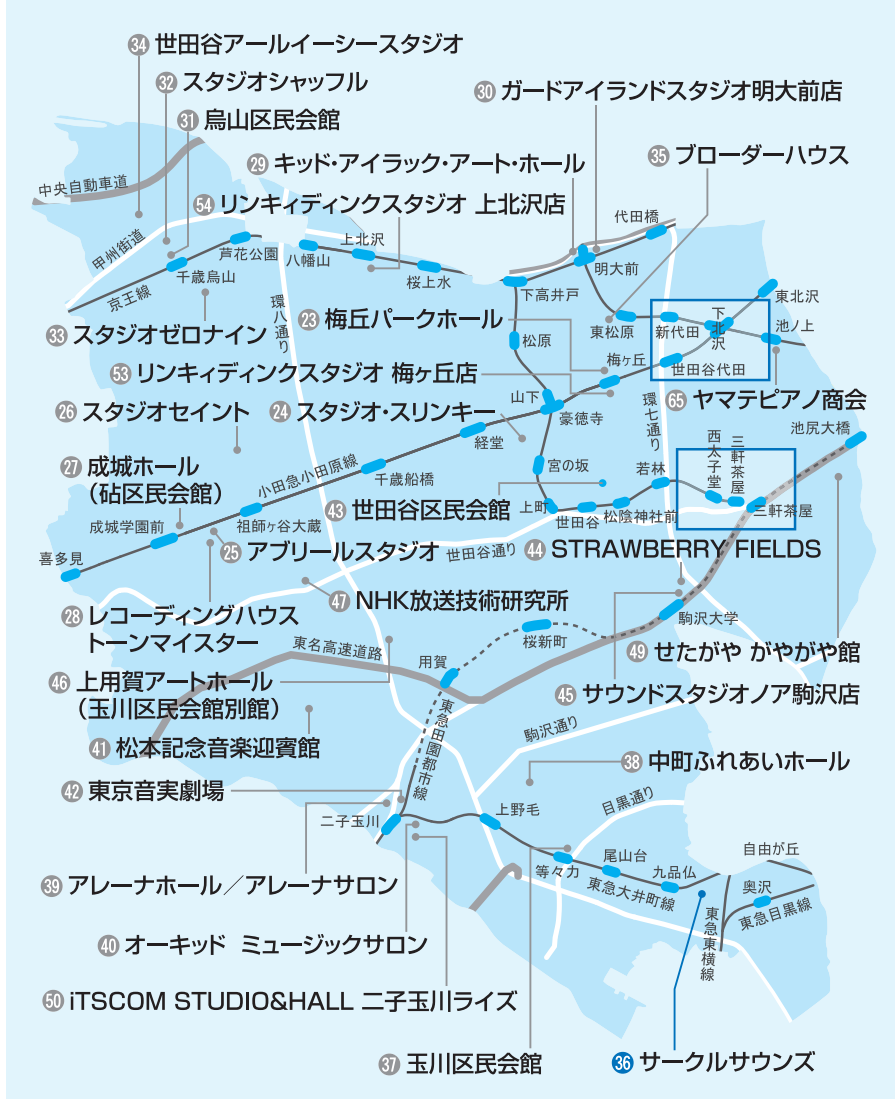 34 世田谷アールイーシースタジオ
32 スタジオシャッフル
30 ガードアイランドスタジオ明大前店
31 烏山区民会館
29 キッド・アイラック・アート・ホール
35 ブローダーハウス
中央自動車道
54 リンキィディンクスタジオ 上北沢店
代田橋
甲州街道
芦花公園
八幡山
上北沢
明大前
千歳烏山
桜上水
下高井戸
東北沢
京王線
環八通り
33 スタジオゼロナイン
23 梅丘パークホール
松原
東松原
新代田
下北沢
池ノ上
梅ヶ丘
世田谷代田
53 リンキィディンクスタジオ 梅ヶ丘店
山下
豪徳寺
環七通り
65 ヤマテピアノ商会
26 スタジオセイント
24 スタジオ・スリンキー
経堂
西太子堂
三軒茶屋
池尻大橋
27 成城ホール
（砧区民会館）
小田急小田原線
千歳船橋
宮の坂
若林
43 世田谷区民会館
上町
世田谷
松陰神社前
三軒茶屋
成城学園前
祖師ヶ谷大蔵
喜多見
25 アブリールスタジオ
世田谷通り
44 STRAWBERRY FIELDS
28 レコーディングハウス
トーンマイスター
47 NHK放送技術研究所
駒沢大学
東名高速道路
用賀
桜新町
49 せたがや がやがや館
46 上用賀アートホール
（玉川区民会館別館）
45 サウンドスタジオノア駒沢店
東急田園都市線
駒沢通り
41 松本記念音楽迎賓館
38 中町ふれあいホール
42 東京音実劇場
目黒通り
二子玉川
上野毛
自由が丘
等々力
尾山台
九品仏
奥沢
39 アレーナホール／アレーナサロン
東急大井町線
東急目黒線
東急東横線
40 オーキッド ミュージックサロン
50 iTSCOM STUDIO&HALL 二子玉川ライズ
37 玉川区民会館
36 サークルサウンズ